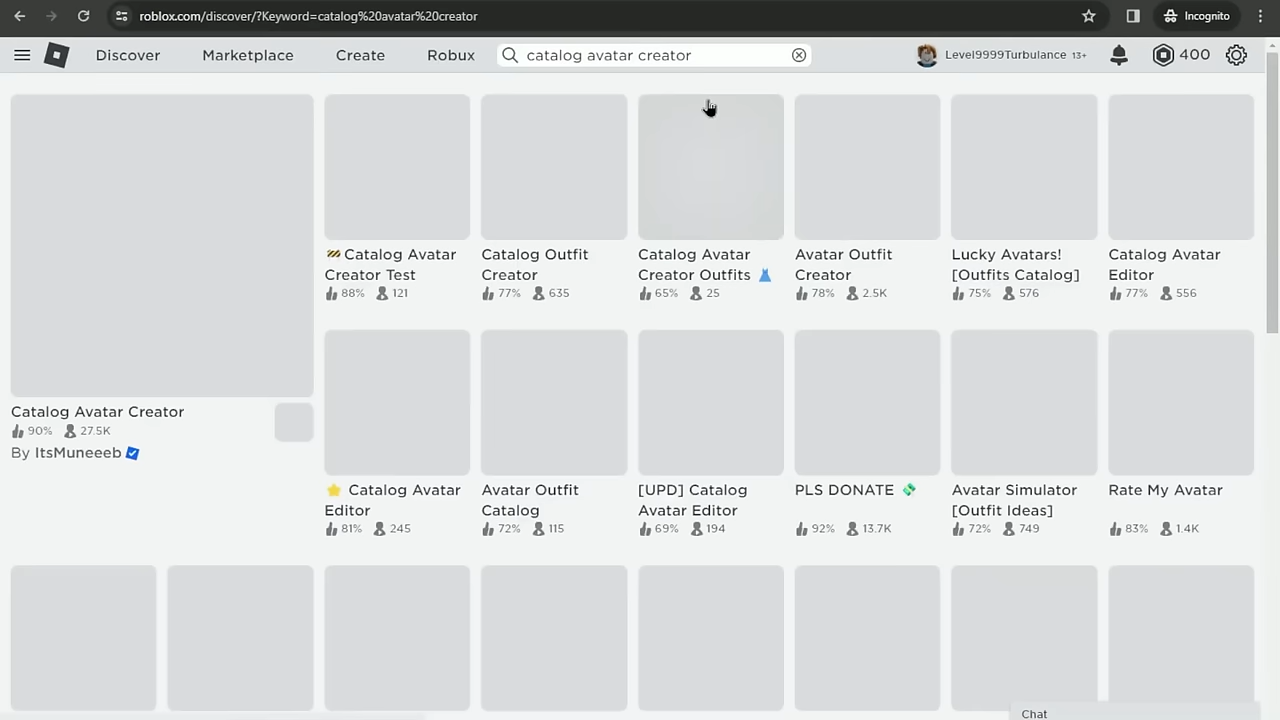 roblox.com/discover/?Keyword=catalog%20avatar%20creator
Incognito
Discover
Marketplace
Create
Robux
catalog avatar creator
Level9999Turbulance 13+
400
Catalog Avatar Creator
90% 27.5K
By ItsMuneeeb
🚧 Catalog Avatar
Creator Test
88% 121
Catalog Outfit
Creator
77% 635
Catalog Avatar
Creator Outfits 👗
65% 25
Avatar Outfit
Creator
78% 2.5K
Lucky Avatars!
[Outfits Catalog]
75% 576
Catalog Avatar
Editor
77% 556
⭐ Catalog Avatar
Editor
81% 245
Avatar Outfit
Catalog
72% 115
[UPD] Catalog
Avatar Editor
69% 194
PLS DONATE 💸
92% 13.7K
Avatar Simulator
[Outfit Ideas]
72% 749
Rate My Avatar
83% 1.4K
Chat